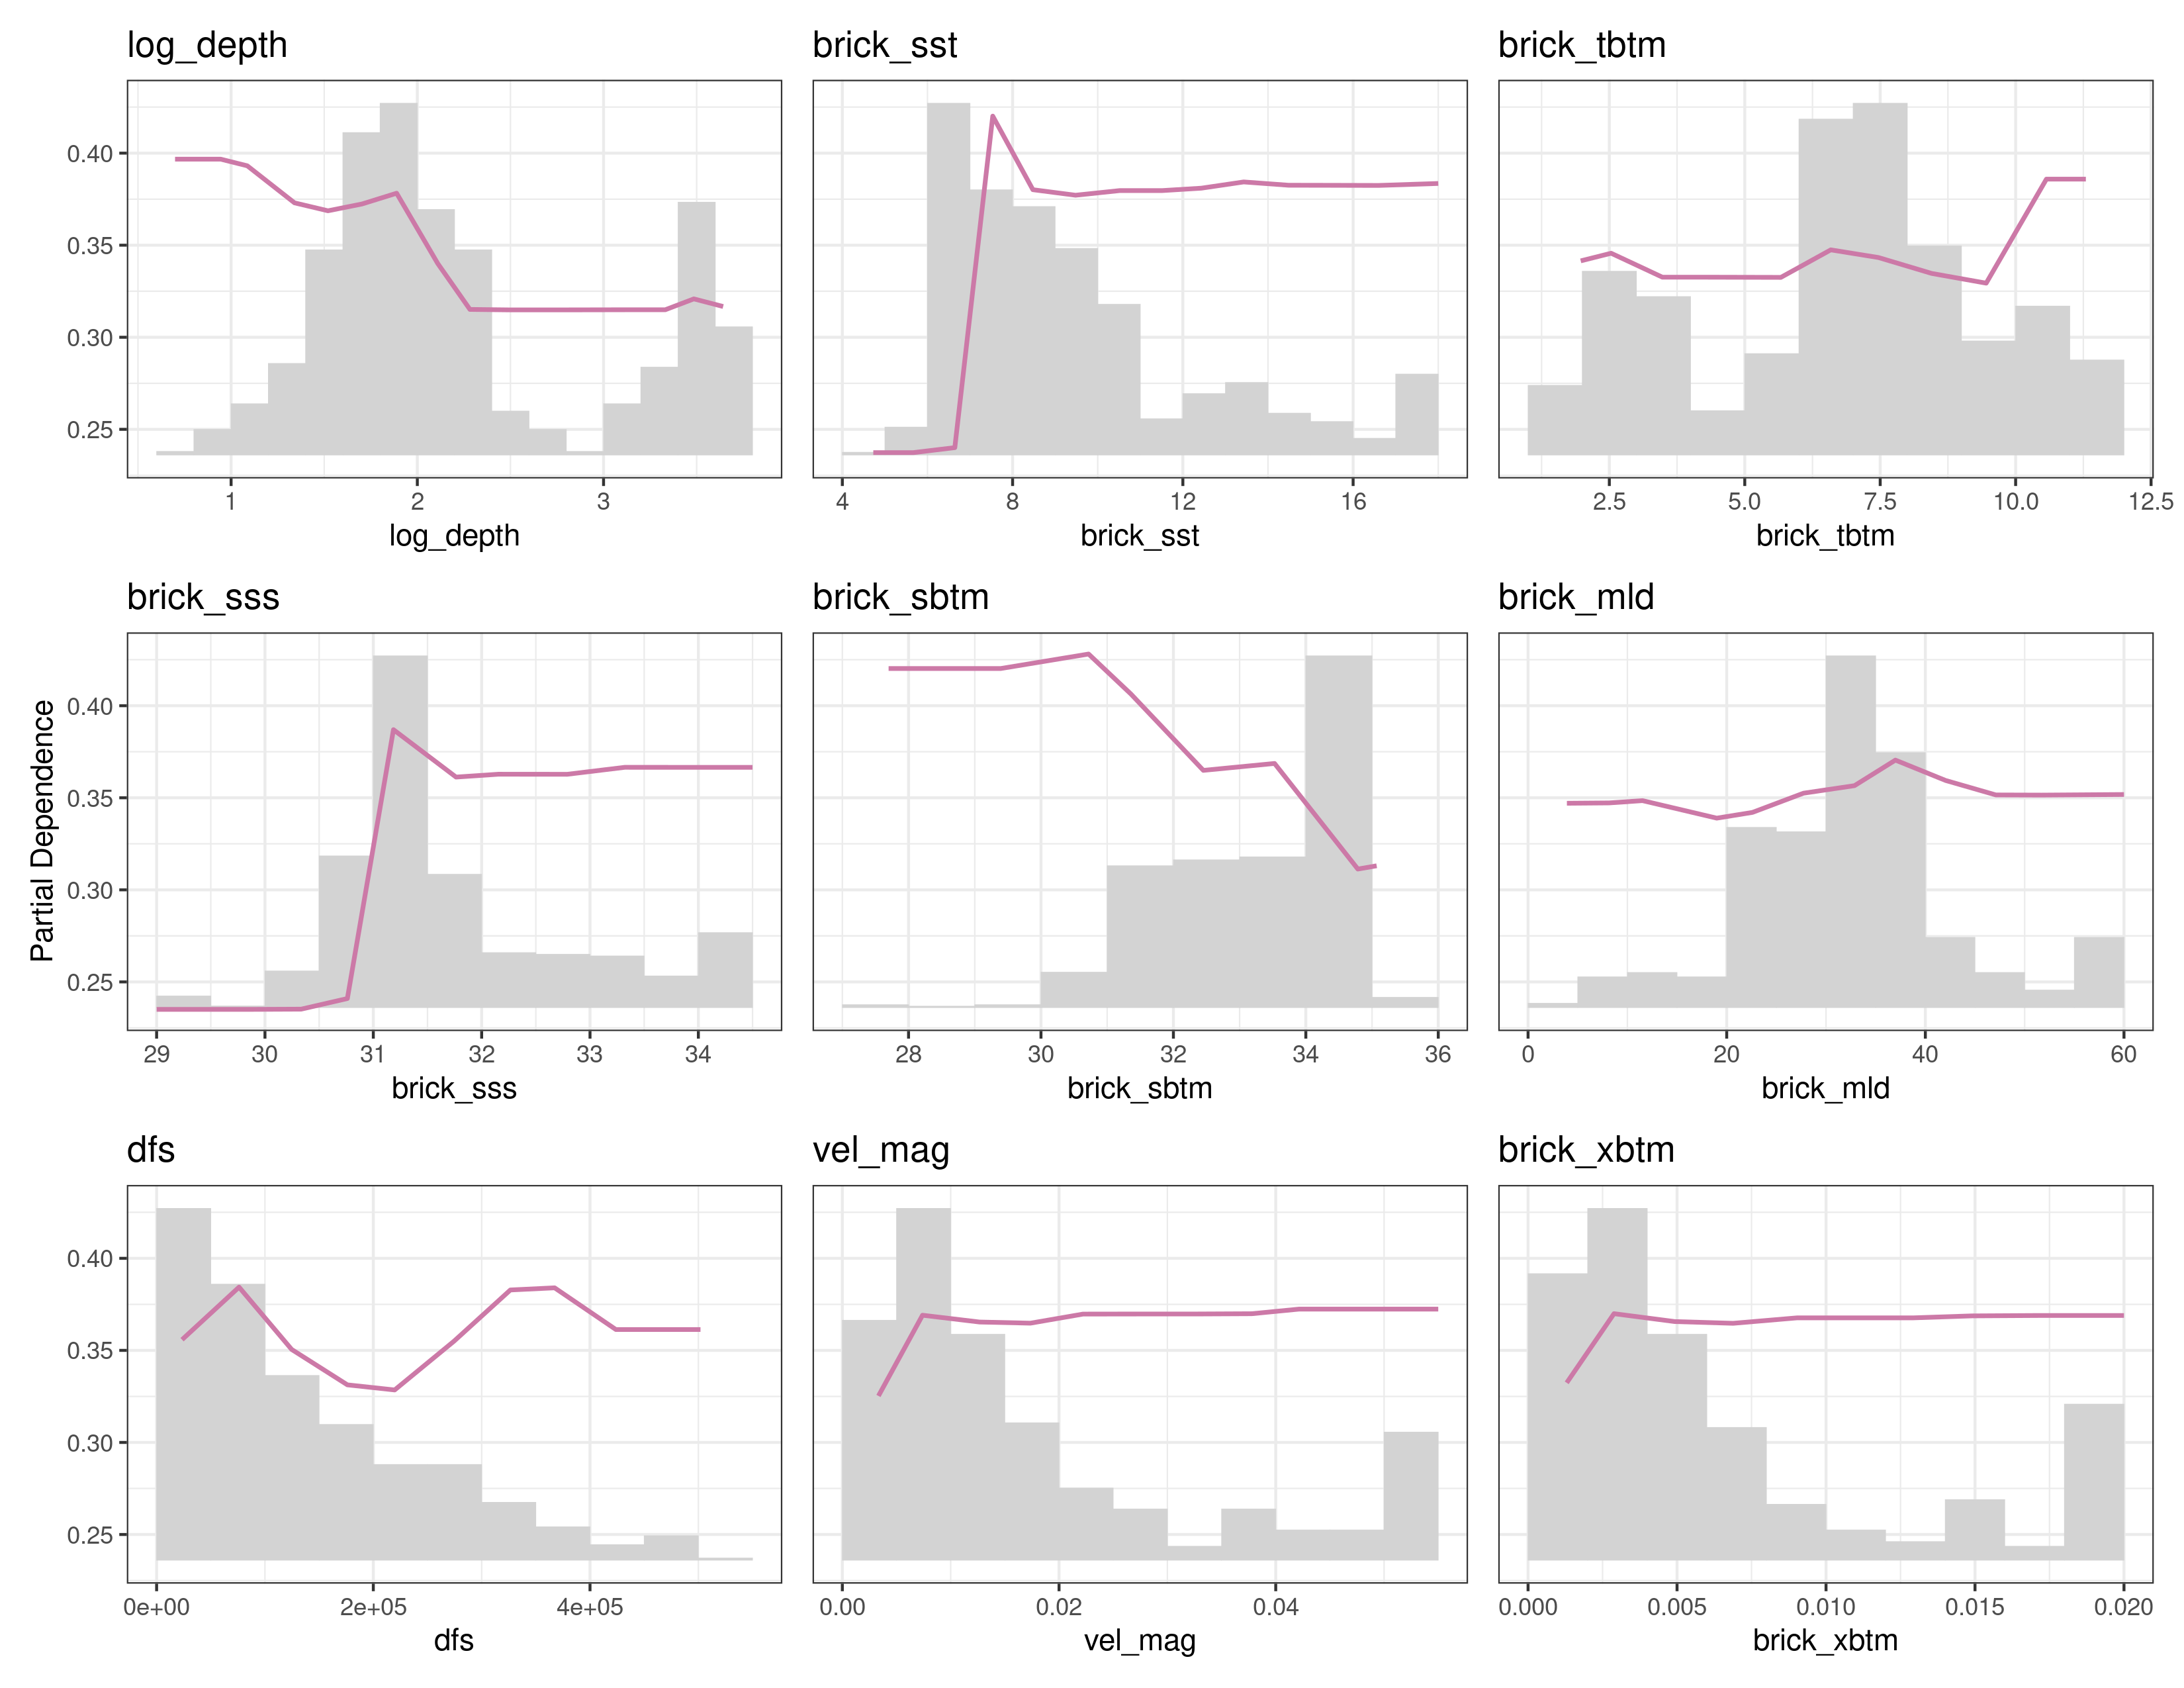 log_depth
brick_sst
brick_tbtm
0.40
0.35
0.30
0.25
1 2 3
4 8 12 16
2.5 5.0 7.5 10.0 12.5
log_depth
brick_sst
brick_tbtm
brick_sss
brick_sbtm
brick_mld
Partial Dependence
0.40
0.35
0.30
0.25
29 30 31 32 33 34
28 30 32 34 36
0 20 40 60
brick_sss
brick_sbtm
brick_mld
dfs
vel_mag
brick_xbtm
0.40
0.35
0.30
0.25
0e+00 2e+05 4e+05
0.00 0.02 0.04
0.000 0.005 0.010 0.015 0.020
dfs
vel_mag
brick_xbtm